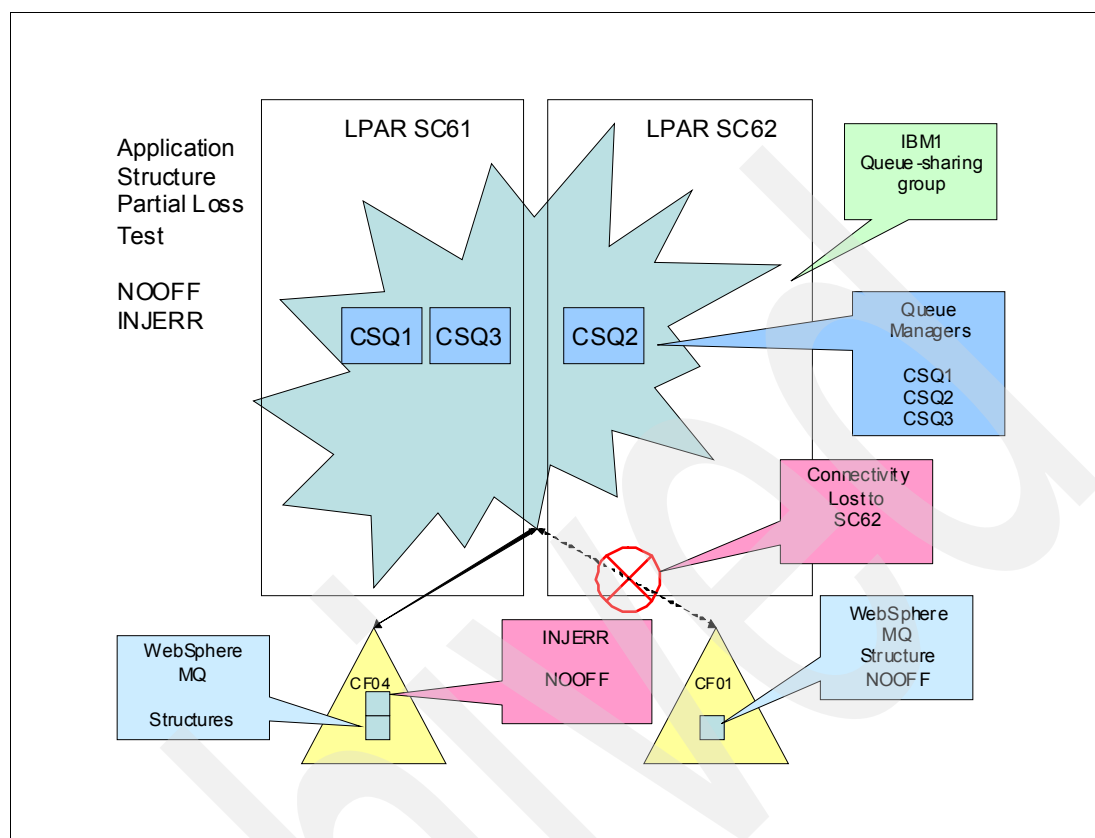 Application
Structure
Partial Loss
Test
NOOFF
INJERR
LPAR SC61
LPAR SC62
IBM1
Queue-sharing
group
CSQ1
CSQ3
CSQ2
Queue
Managers
CSQ1
CSQ2
CSQ3
Connectivity
Lost to
SC62
WebSphere
MQ
Structures
CF04
INJERR
NOOFF
CF01
WebSphere
MQ
Structure
NOOFF